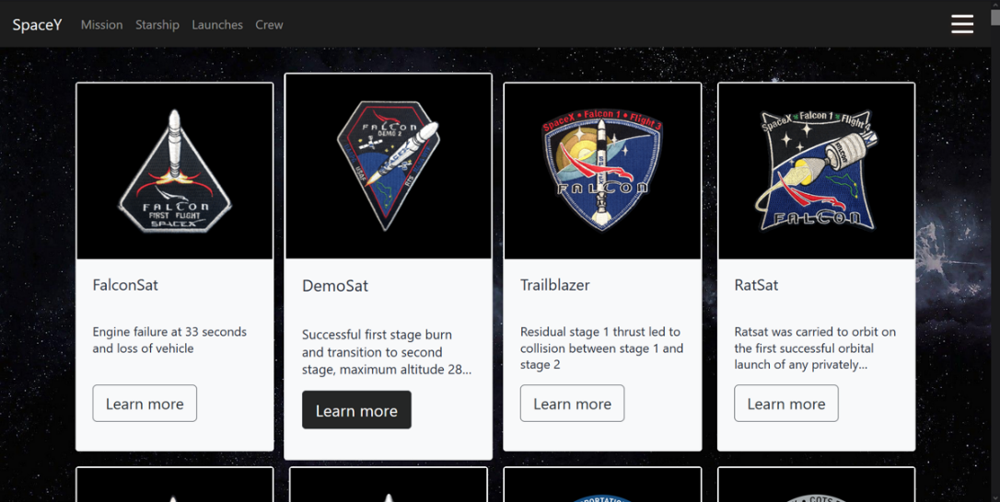 SpaceY Mission Starship Launches Crew
FALCON
FIRST FLIGHT
SPACEX
FALCON
DEMO 2
SpaceX • Falcon 1 • Flight 3
FALCON
SpaceX Falcon 1 Flight 4
FALCON
FalconSat
Engine failure at 33 seconds
and loss of vehicle
Learn more
DemoSat
Successful first stage burn
and transition to second
stage, maximum altitude 28...
Learn more
Trailblazer
Residual stage 1 thrust led to
collision between stage 1 and
stage 2
Learn more
RatSat
Ratsat was carried to orbit on
the first successful orbital
launch of any privately...
Learn more
COTS